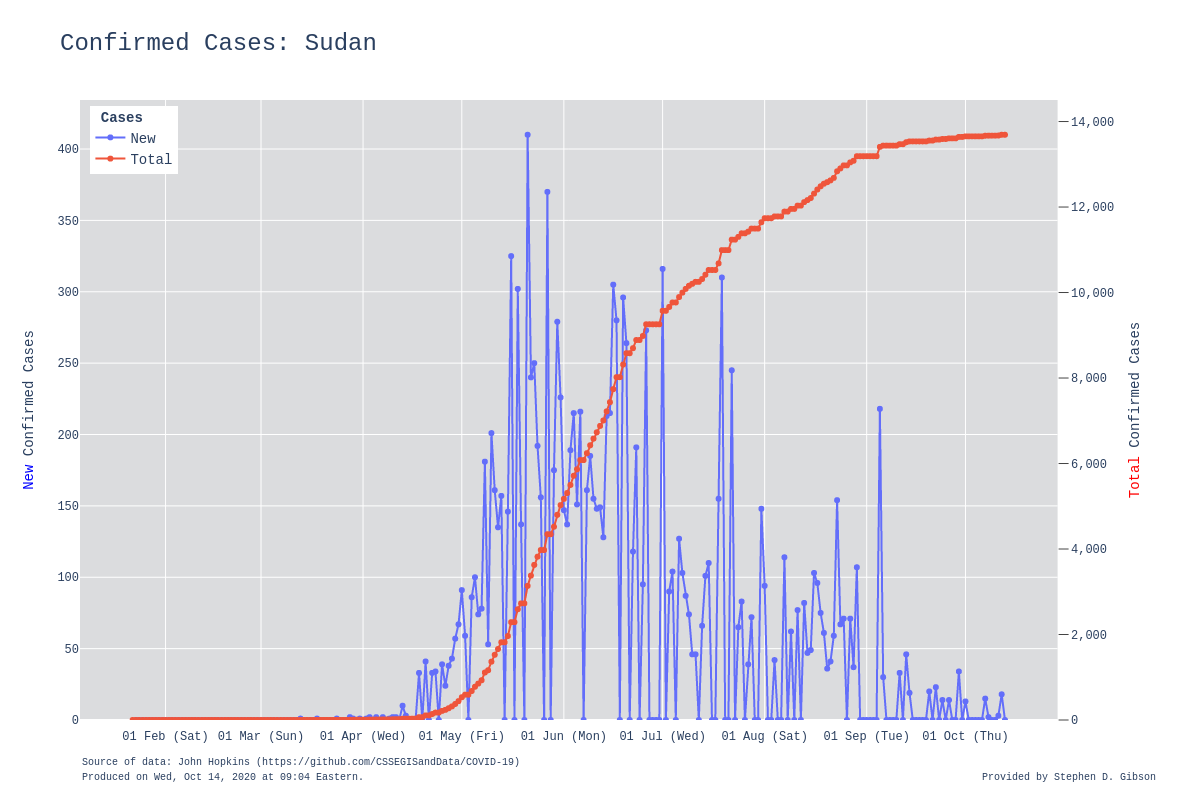 Confirmed Cases: Sudan
Cases
New
Total
400
350
300
250
200
150
100
50
0
14,000
12,000
10,000
8,000
6,000
4,000
2,000
0
New Confirmed Cases
Total Confirmed Cases
01 Feb (Sat) 01 Mar (Sun) 01 Apr (Wed) 01 May (Fri) 01 Jun (Mon) 01 Jul (Wed) 01 Aug (Sat) 01 Sep (Tue) 01 Oct (Thu)
Source of data: John Hopkins (https://github.com/CSSEGISandData/COVID-19)
Produced on Wed, Oct 14, 2020 at 09:04 Eastern.
Provided by Stephen D. Gibson